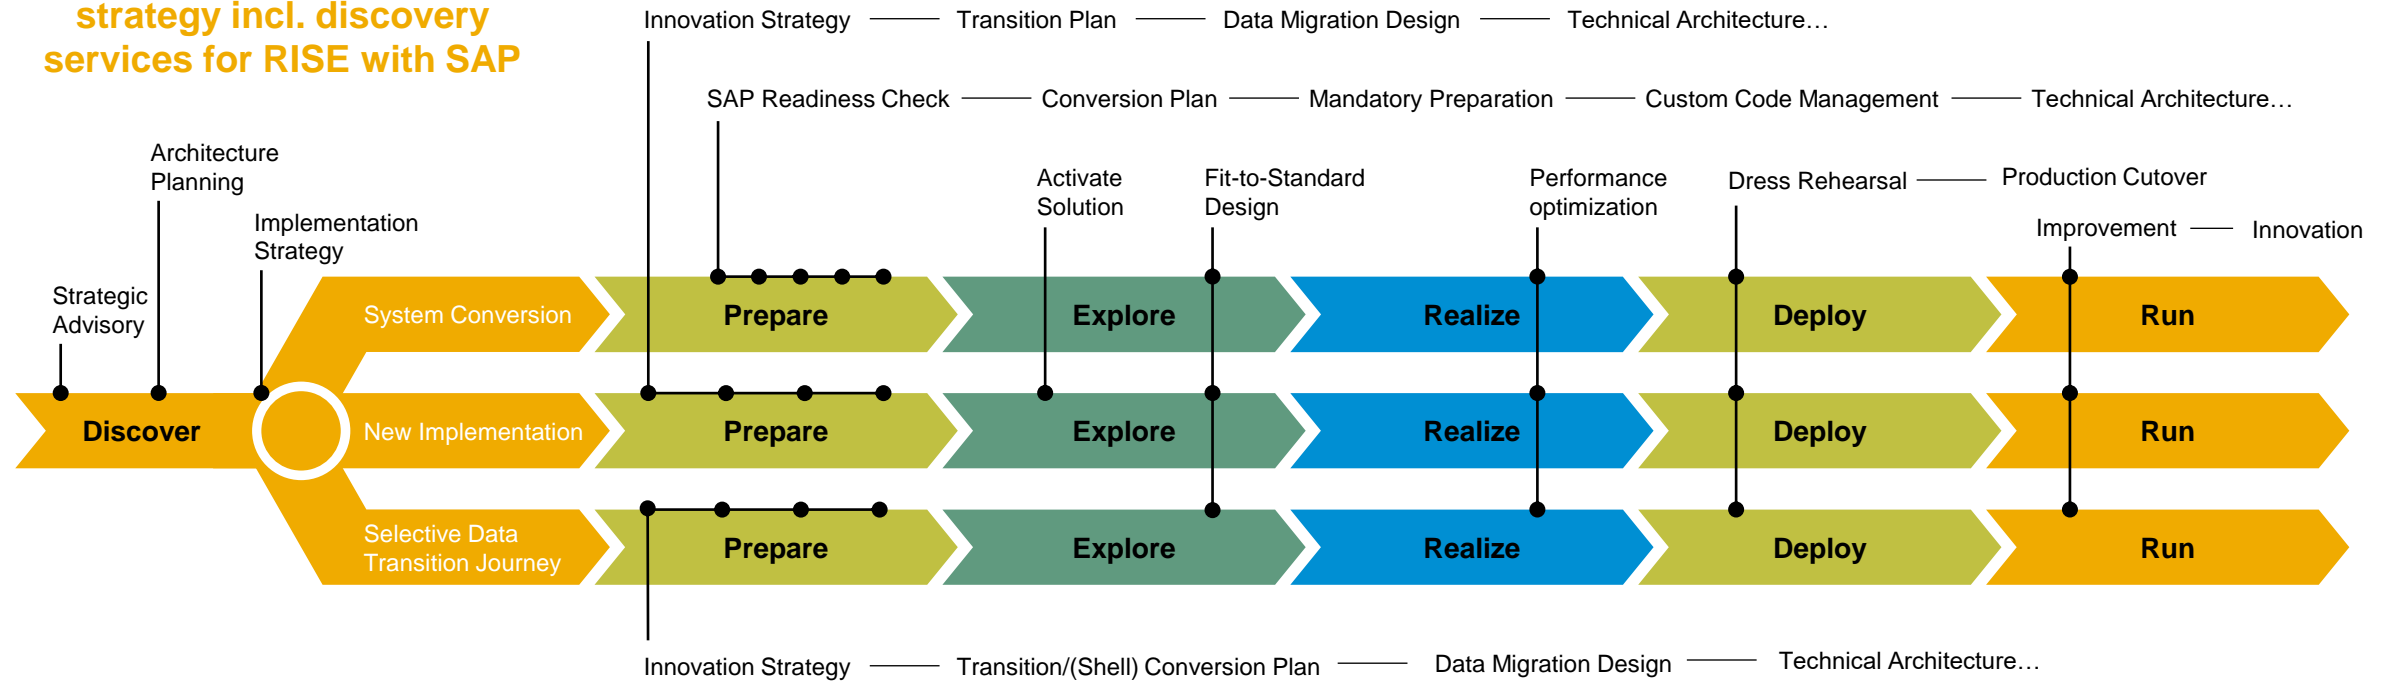 strategy incl. discovery
services for RISE with SAP
Innovation Strategy
Transition Plan
Data Migration Design
Technical Architecture…
SAP Readiness Check
Conversion Plan
Mandatory Preparation
Custom Code Management
Technical Architecture…
Architecture
Planning
Implementation
Strategy
Strategic
Advisory
Activate
Solution
Fit-to-Standard
Design
Performance
optimization
Dress Rehearsal
Production Cutover
Improvement
Innovation
System Conversion
Prepare
Explore
Realize
Deploy
Run
Discover
New Implementation
Prepare
Explore
Realize
Deploy
Run
Selective Data
Transition Journey
Prepare
Explore
Realize
Deploy
Run
Innovation Strategy
Transition/(Shell) Conversion Plan
Data Migration Design
Technical Architecture…